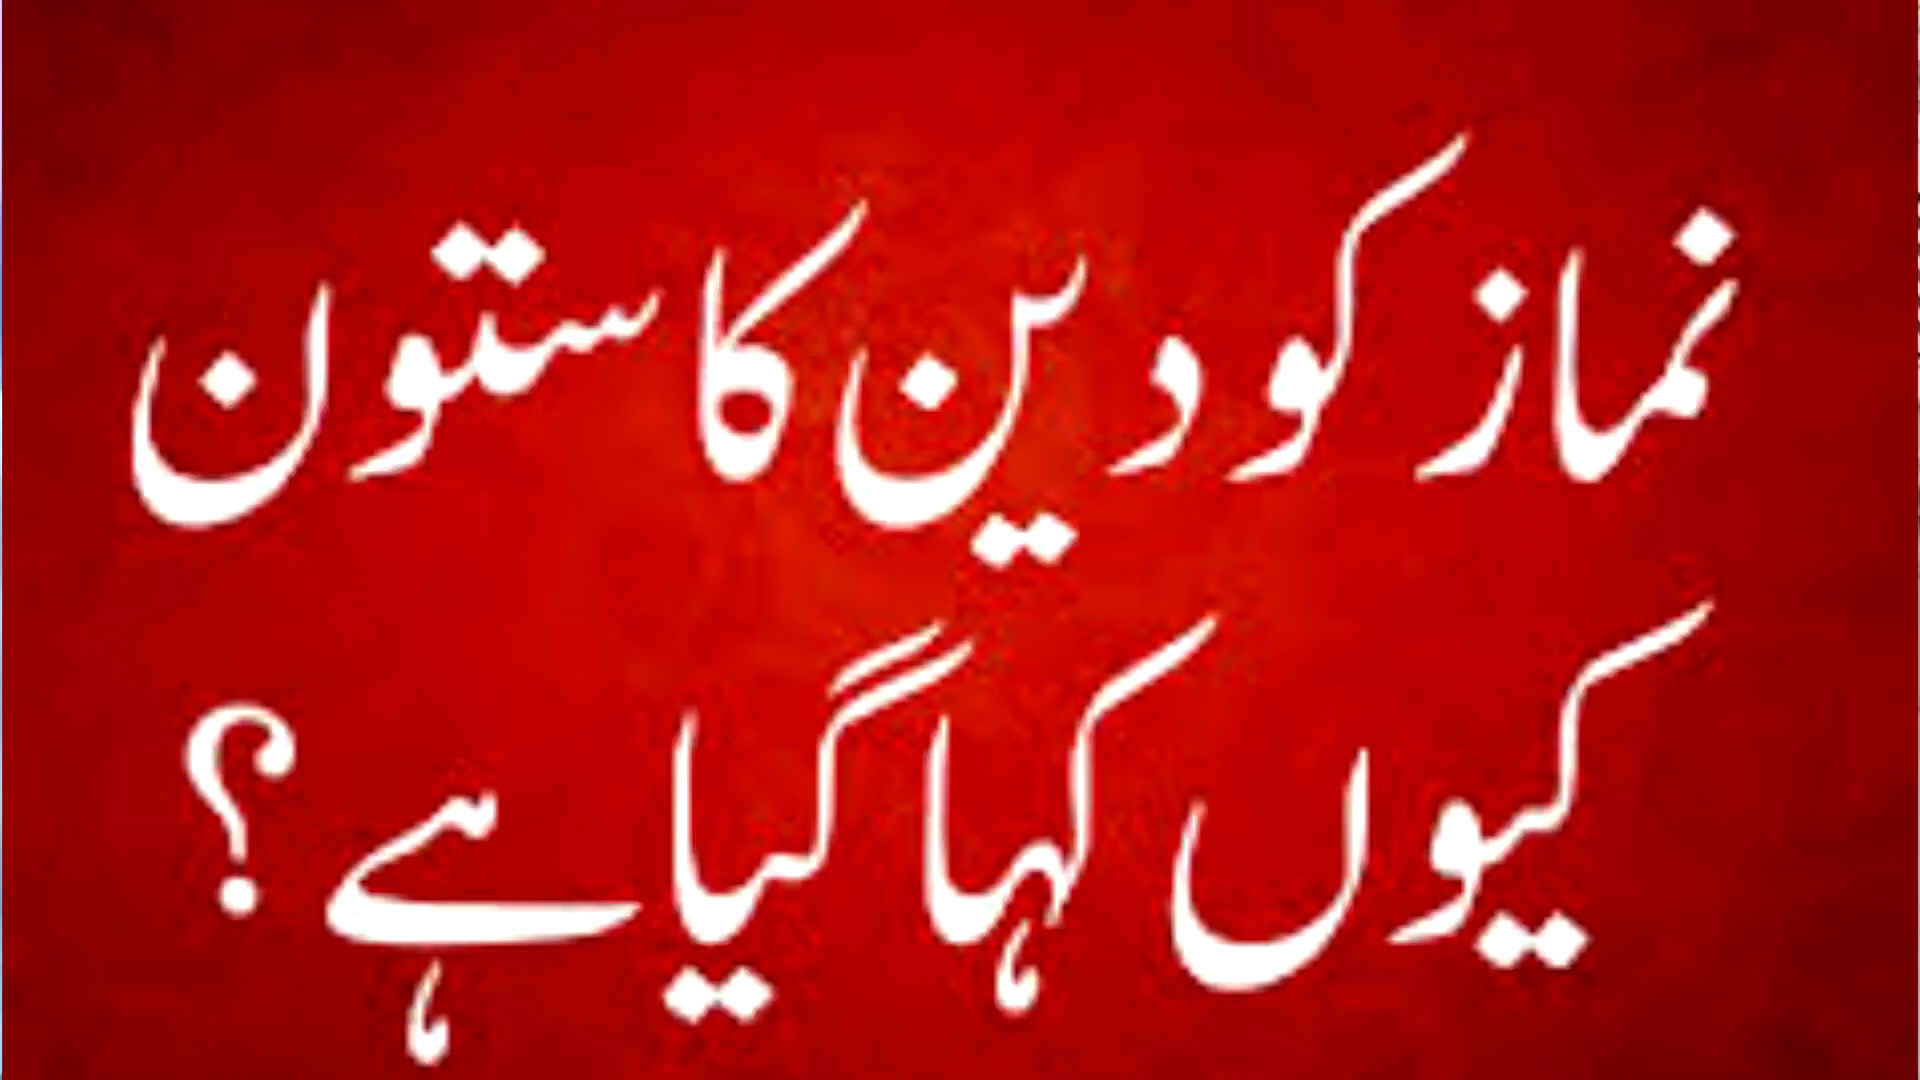 نماز کو دین کا ستون
کیوں کہا گیا ہے؟